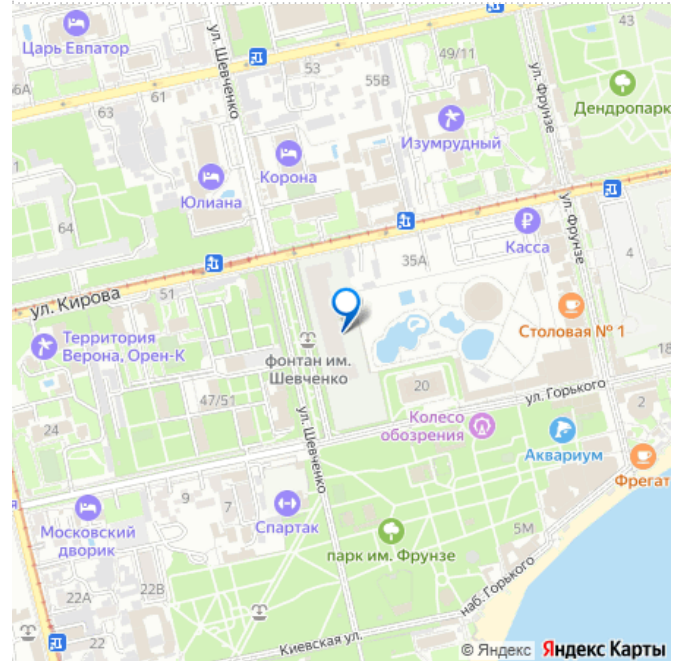 Царь Евпатор
ул. Шевченко
53
49/11
43
66А
61
63
55В
ул. Фрунзе
Дендропарк
Изумрудный
Корона
Юлиана
64
ул. Фрунзе
Касса
4
35А
51
ул. Кирова
Территория
Верона, Орен-К
Столовая № 1
фонтан им.
Шевченко
18
20
47/51
ул. Горького
2
24
ул. Шевченко
Колесо
обозрения
Аквариум
Фрегат
я
9
7
Спартак
Московский
дворик
5М
парк им. Фрунзе
22А
22В
наб. Горького
22
Киевская ул.
© Яндекс Яндекс Карты